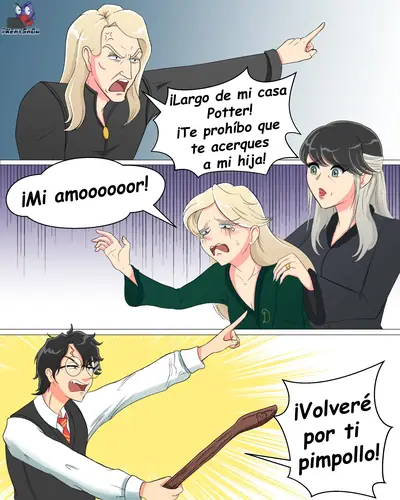 ¡Largo de mi casa
Potter!
¡Te prohíbo que
te acerques
a mi hija!
¡Mi amoooooor!
¡Volveré
por ti
pimpollo!